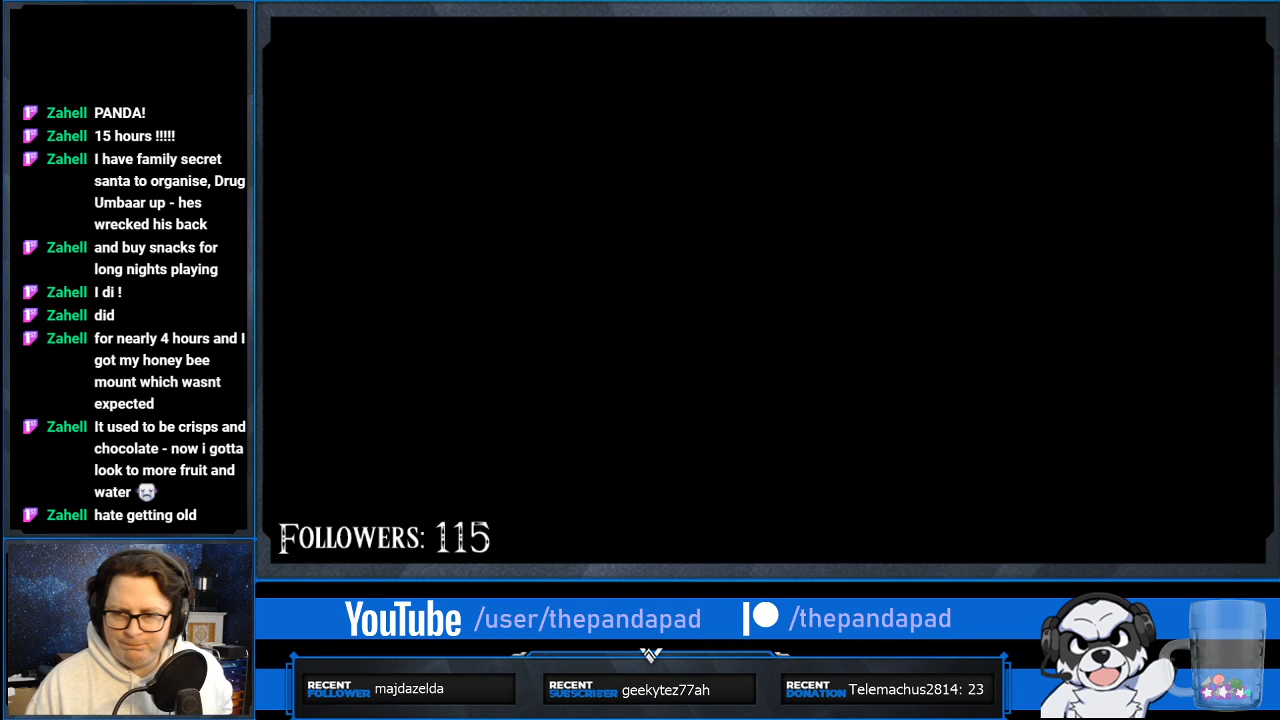 Zahell PANDA!
Zahell 15 hours !!!!!
Zahell I have family secret
santa to organise, Drug
Umbaar up - hes
wrecked his back
Zahell and buy snacks for
long nights playing
Zahell I di !
Zahell did
Zahell for nearly 4 hours and I
got my honey bee
mount which wasnt
expected
Zahell It used to be crisps and
chocolate - now i gotta
look to more fruit and
water
Zahell hate getting old
Followers: 115
YouTube /user/thepandapad /thepandapad
RECENT FOLLOWER majdazelda
RECENT SUBSCRIBER geekytez77ah
RECENT DONATION Telemachus2814: 23